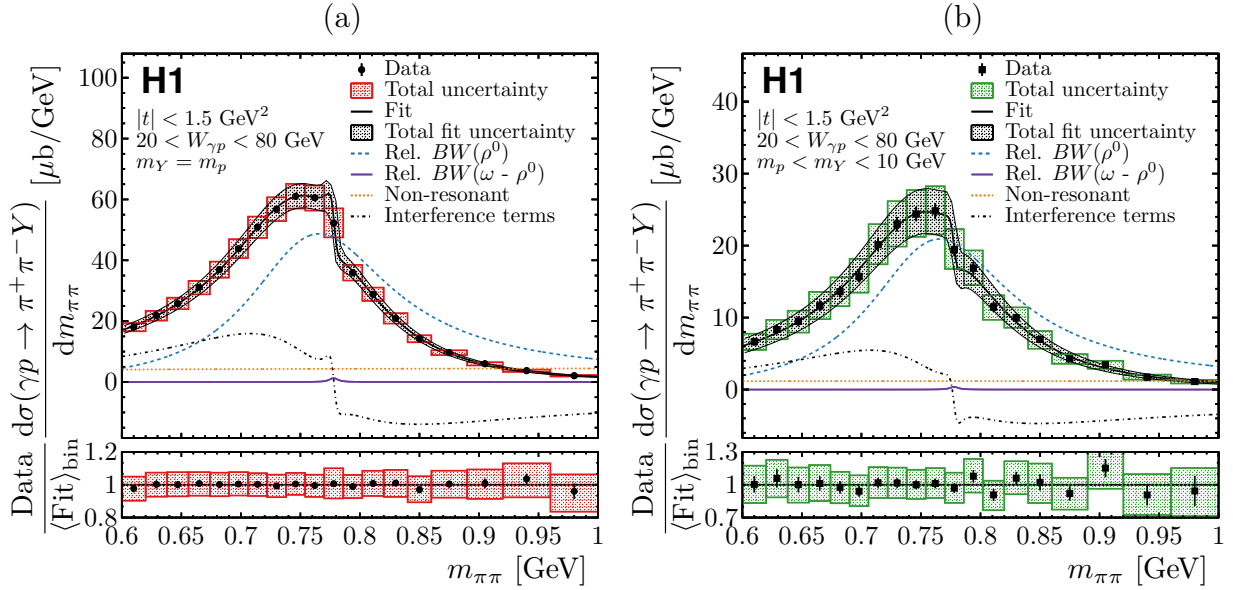 (a)
dσ(γp → π⁺π⁻Y) / dm_ππ [μb/GeV]
100
80
60
40
20
0
H1
|t| < 1.5 GeV²
20 < W_γp < 80 GeV
m_Y = m_p
Data
Total uncertainty
Fit
Total fit uncertainty
Rel. BW(ρ⁰)
Rel. BW(ω - ρ⁰)
Non-resonant
Interference terms
Data / ⟨Fit⟩_bin
1.2
1
0.8
0.6 0.65 0.7 0.75 0.8 0.85 0.9 0.95 1
m_ππ [GeV]
(b)
dσ(γp → π⁺π⁻Y) / dm_ππ [μb/GeV]
40
30
20
10
0
H1
|t| < 1.5 GeV²
20 < W_γp < 80 GeV
m_p < m_Y < 10 GeV
Data
Total uncertainty
Fit
Total fit uncertainty
Rel. BW(ρ⁰)
Rel. BW(ω - ρ⁰)
Non-resonant
Interference terms
Data / ⟨Fit⟩_bin
1.3
1
0.7
0.6 0.65 0.7 0.75 0.8 0.85 0.9 0.95 1
m_ππ [GeV]